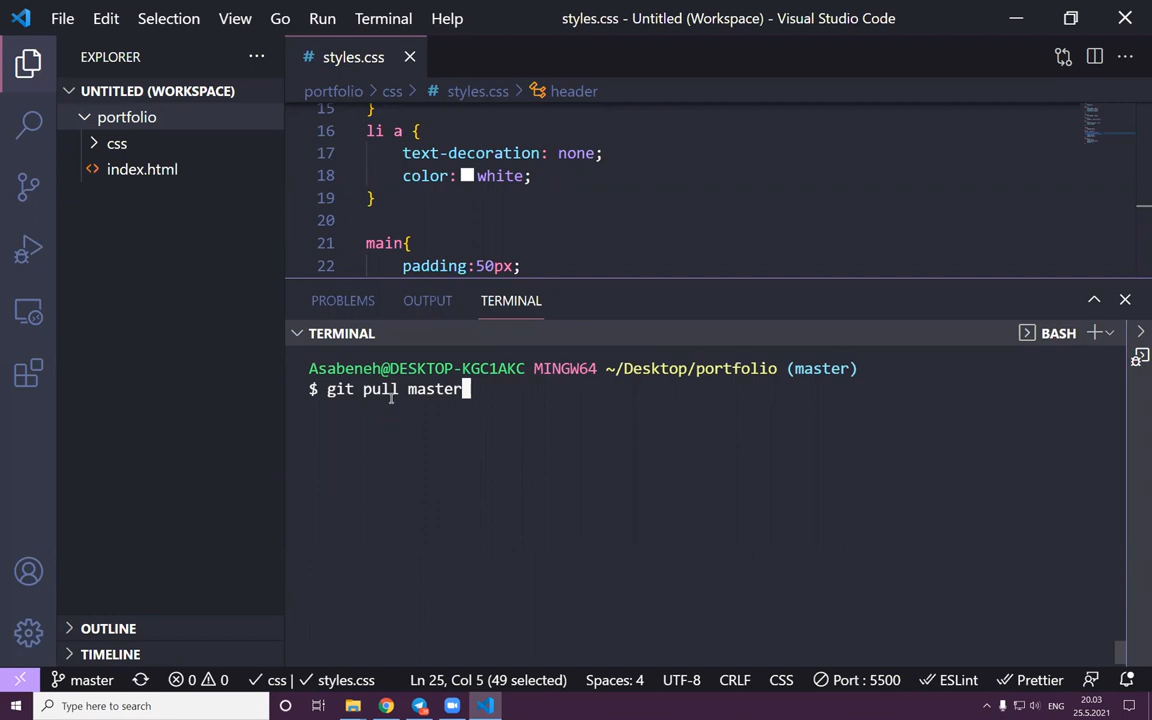 File Edit Selection View Go Run Terminal Help styles.css - Untitled (Workspace) - Visual Studio Code
EXPLORER
UNTITLED (WORKSPACE)
portfolio
css
index.html
OUTLINE
TIMELINE
# styles.css
portfolio > css > # styles.css > header
15 }
16 li a {
17 text-decoration: none;
18 color: white;
19 }
20
21 main{
22 padding:50px;
PROBLEMS OUTPUT TERMINAL
TERMINAL BASH
Asabeneh@DESKTOP-KGC1AKC MINGW64 ~/Desktop/portfolio (master)
$ git pull master
master 0 0 css | styles.css Ln 25, Col 5 (49 selected) Spaces: 4 UTF-8 CRLF CSS Port : 5500 ESLint Prettier
Type here to search ENG 20.03
25.5.2021